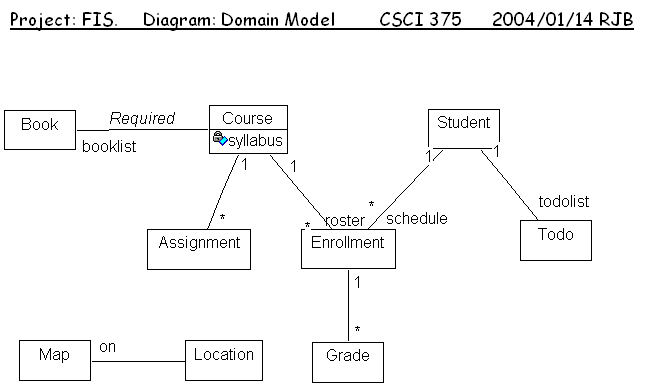 Project: FIS. Diagram: Domain Model CSCI 375 2004/01/14 RJB
Book
Required
booklist
Course
syllabus
Student
1
1
1
1
*
*
roster
*
schedule
todolist
Assignment
Enrollment
Todo
1
*
Map
on
Location
Grade